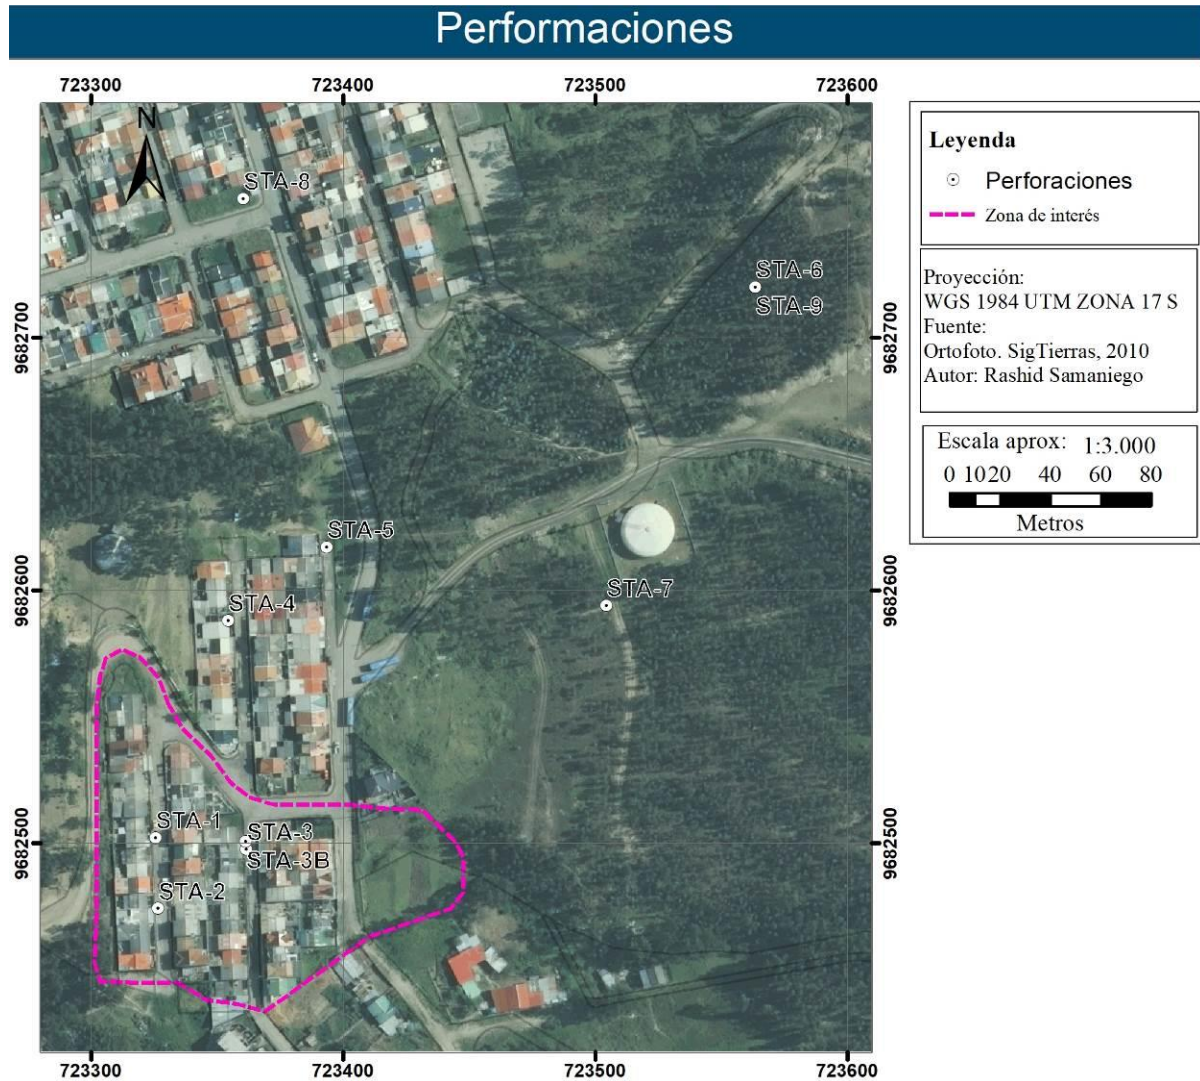 Performaciones
723300 723400 723500 723600
N
STA-8
STA-6
STA-9
9682700 9682700
STA-5
STA-4
STA-7
9682600 9682600
STA-1
STA-3
STA-3B
STA-2
9682500 9682500
723300 723400 723500 723600
Leyenda
Perforaciones
Zona de interés
Proyección:
WGS 1984 UTM ZONA 17 S
Fuente:
Ortofoto. SigTierras, 2010
Autor: Rashid Samaniego
Escala aprox: 1:3.000
0 1020 40 60 80
Metros